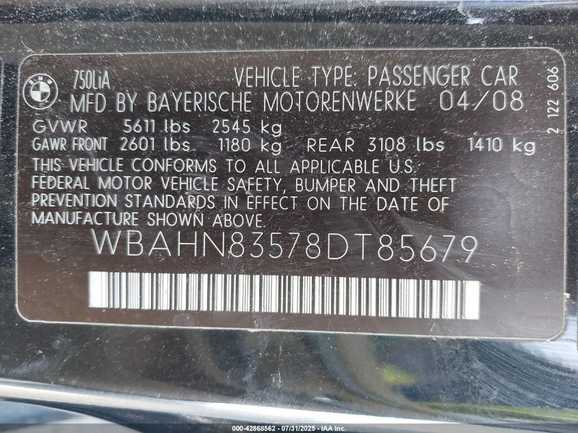 BMW
750LiA VEHICLE TYPE: PASSENGER CAR
MFD BY BAYERISCHE MOTORENWERKE 04/08
GVWR 5611 lbs 2545 kg
GAWR FRONT 2601 lbs. 1180 kg REAR 3108 lbs 1410 kg
THIS VEHICLE CONFORMS TO ALL APPLICABLE U.S.
FEDERAL MOTOR VEHICLE SAFETY, BUMPER AND THEFT
PREVENTION STANDARDS IN EFFECT ON THE DATE OF
MANUFACTURE SHOWN ABOVE.
WBAHN83578DT85679
2 122 606
000-42868562 - 07/31/2025 - IAA Inc.